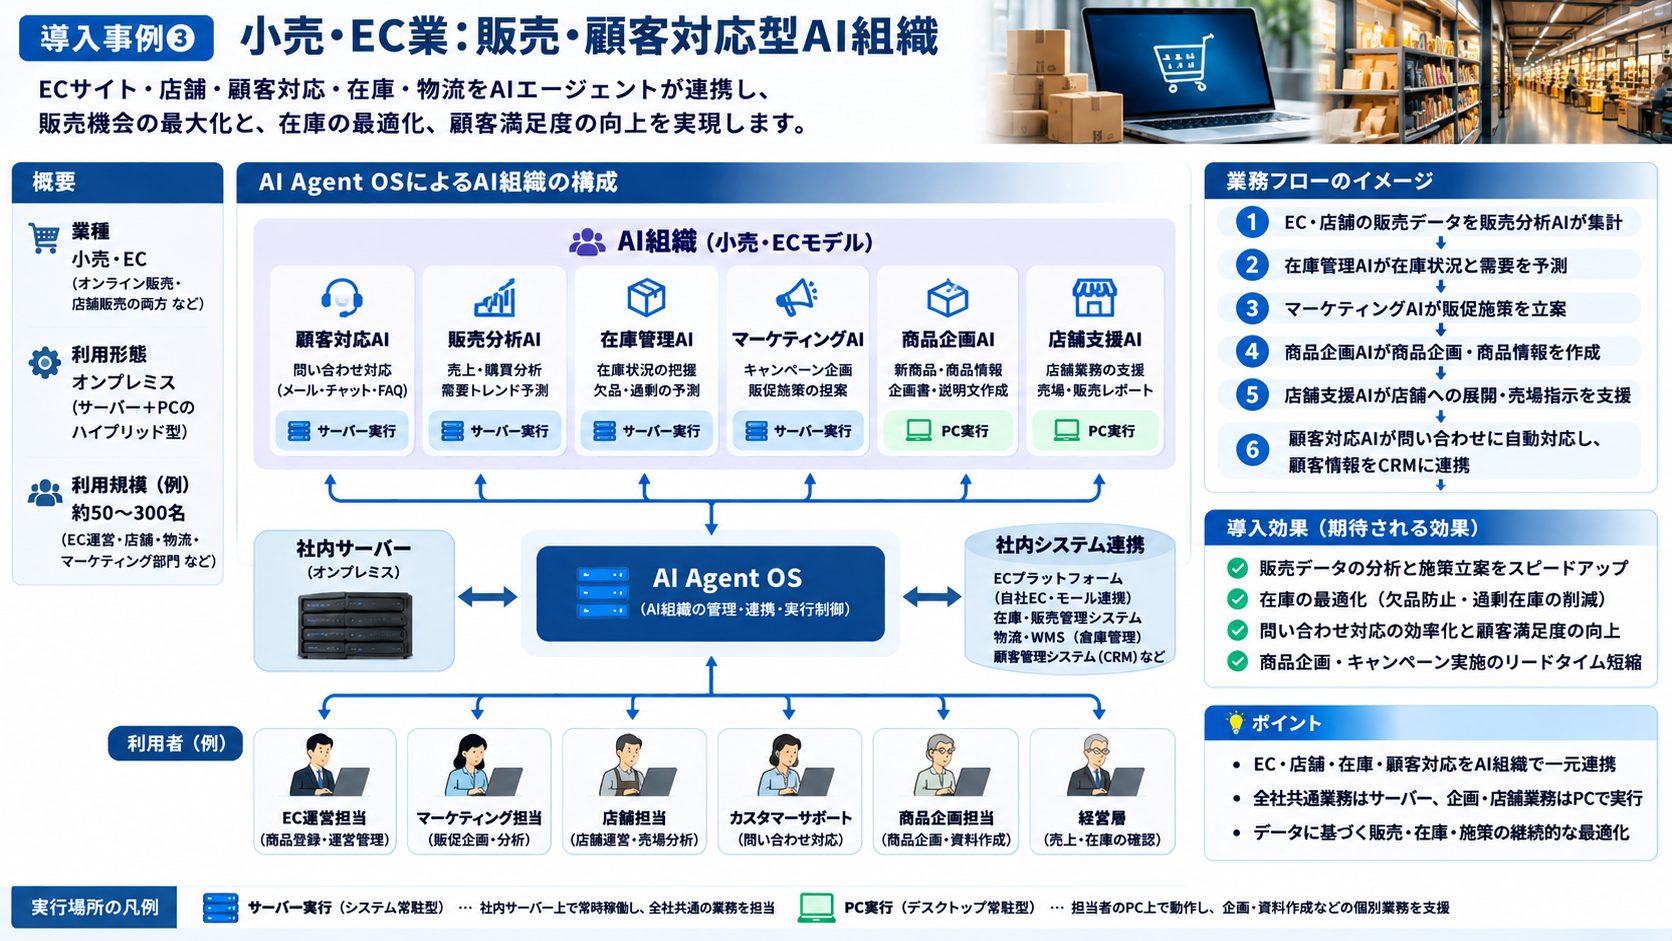 導入事例❸
小売・EC業：販売・顧客対応型AI組織
ECサイト・店舗・顧客対応・在庫・物流をAIエージェントが連携し、
販売機会の最大化と、在庫の最適化、顧客満足度の向上を実現します。
概要
業種
小売・EC
（オンライン販売・
店舗販売の両方 など）
利用形態
オンプレミス
（サーバー＋PCの
ハイプリッド型）
利用規模（例）
約50〜300名
（EC運営・店舗・物流・
マーケティング部門 など）
AI Agent OSによるAI組織の構成
AI組織（小売・ECモデル）
顧客対応AI
問い合わせ対応
（メール・チャット・FAQ）
サーバー実行
販売分析AI
売上・購買分析
需要トレンド予測
サーバー実行
在庫管理AI
在庫状況の把握
欠品・過剰の予測
サーバー実行
マーケティングAI
キャンペーン企画
販促施策の担案
サーバー実行
商品企画AI
新商品・商品情報
企画書・説明文作成
PC実行
店舗支援AI
店舗業務の支援
売場・販売レポート
PC実行
社内サーバー
（オンプレミス）
AI Agent OS
（AI組織の管理・連携・実行制御）
社内システム連携
ECプラットフォーム
（自社EC・モール連携）
在庫・販売管理システム
物流・WMS（倉庫管理）
顧客管理システム（CRM）など
利用者（例）
EC運営担当
（商品登録・運営管理）
マーケティング担当
（販促企画・分析）
店舗担当
（店舗運営・売場分析）
カスタマーサポート
（問い合わせ対応）
商品企画担当
（商品企画・資料作成）
経営層
（売上・在庫の確認）
業務フローのイメージ
1 EC・店舗の販売データを販売分析AIが集計
2 在庫管理AIが在庫状況と需要を予測
3 マーケティングAIが販促施策を立案
4 商品企画AIが商品企画・商品情報を作成
5 店舗支援AIが店舗への展開・売場指示を支援
6 顧客対応AIが問い合わせに自動対応し、
顧客情報をCRMに連携
導入効果（期待される効果）
販売データの分析と施策立案をスピードアップ
在庫の最適化（欠品防止・過剰在庫の削減）
問い合わせ対応の効率化と顧客満足度の向上
商品企画・キャンペーン実施のリードタイム短縮
ポイント
• EC・店舗・在庫・顧客対応をAI組織で一元連携
• 全社共通業務はサーバー、企画・店舗業務はPCで実行
• データに基づく販売・在庫・施策の継続的な最適化
実行場所の凡例
サーバー実行（システム常駐型） … 社内サーバー上で常時稼働し、全社共通の業務を担当
PC実行（デスクトップ常駐型） … 担当者のPC上で動作し、企画・資料作成などの個別業務を支援